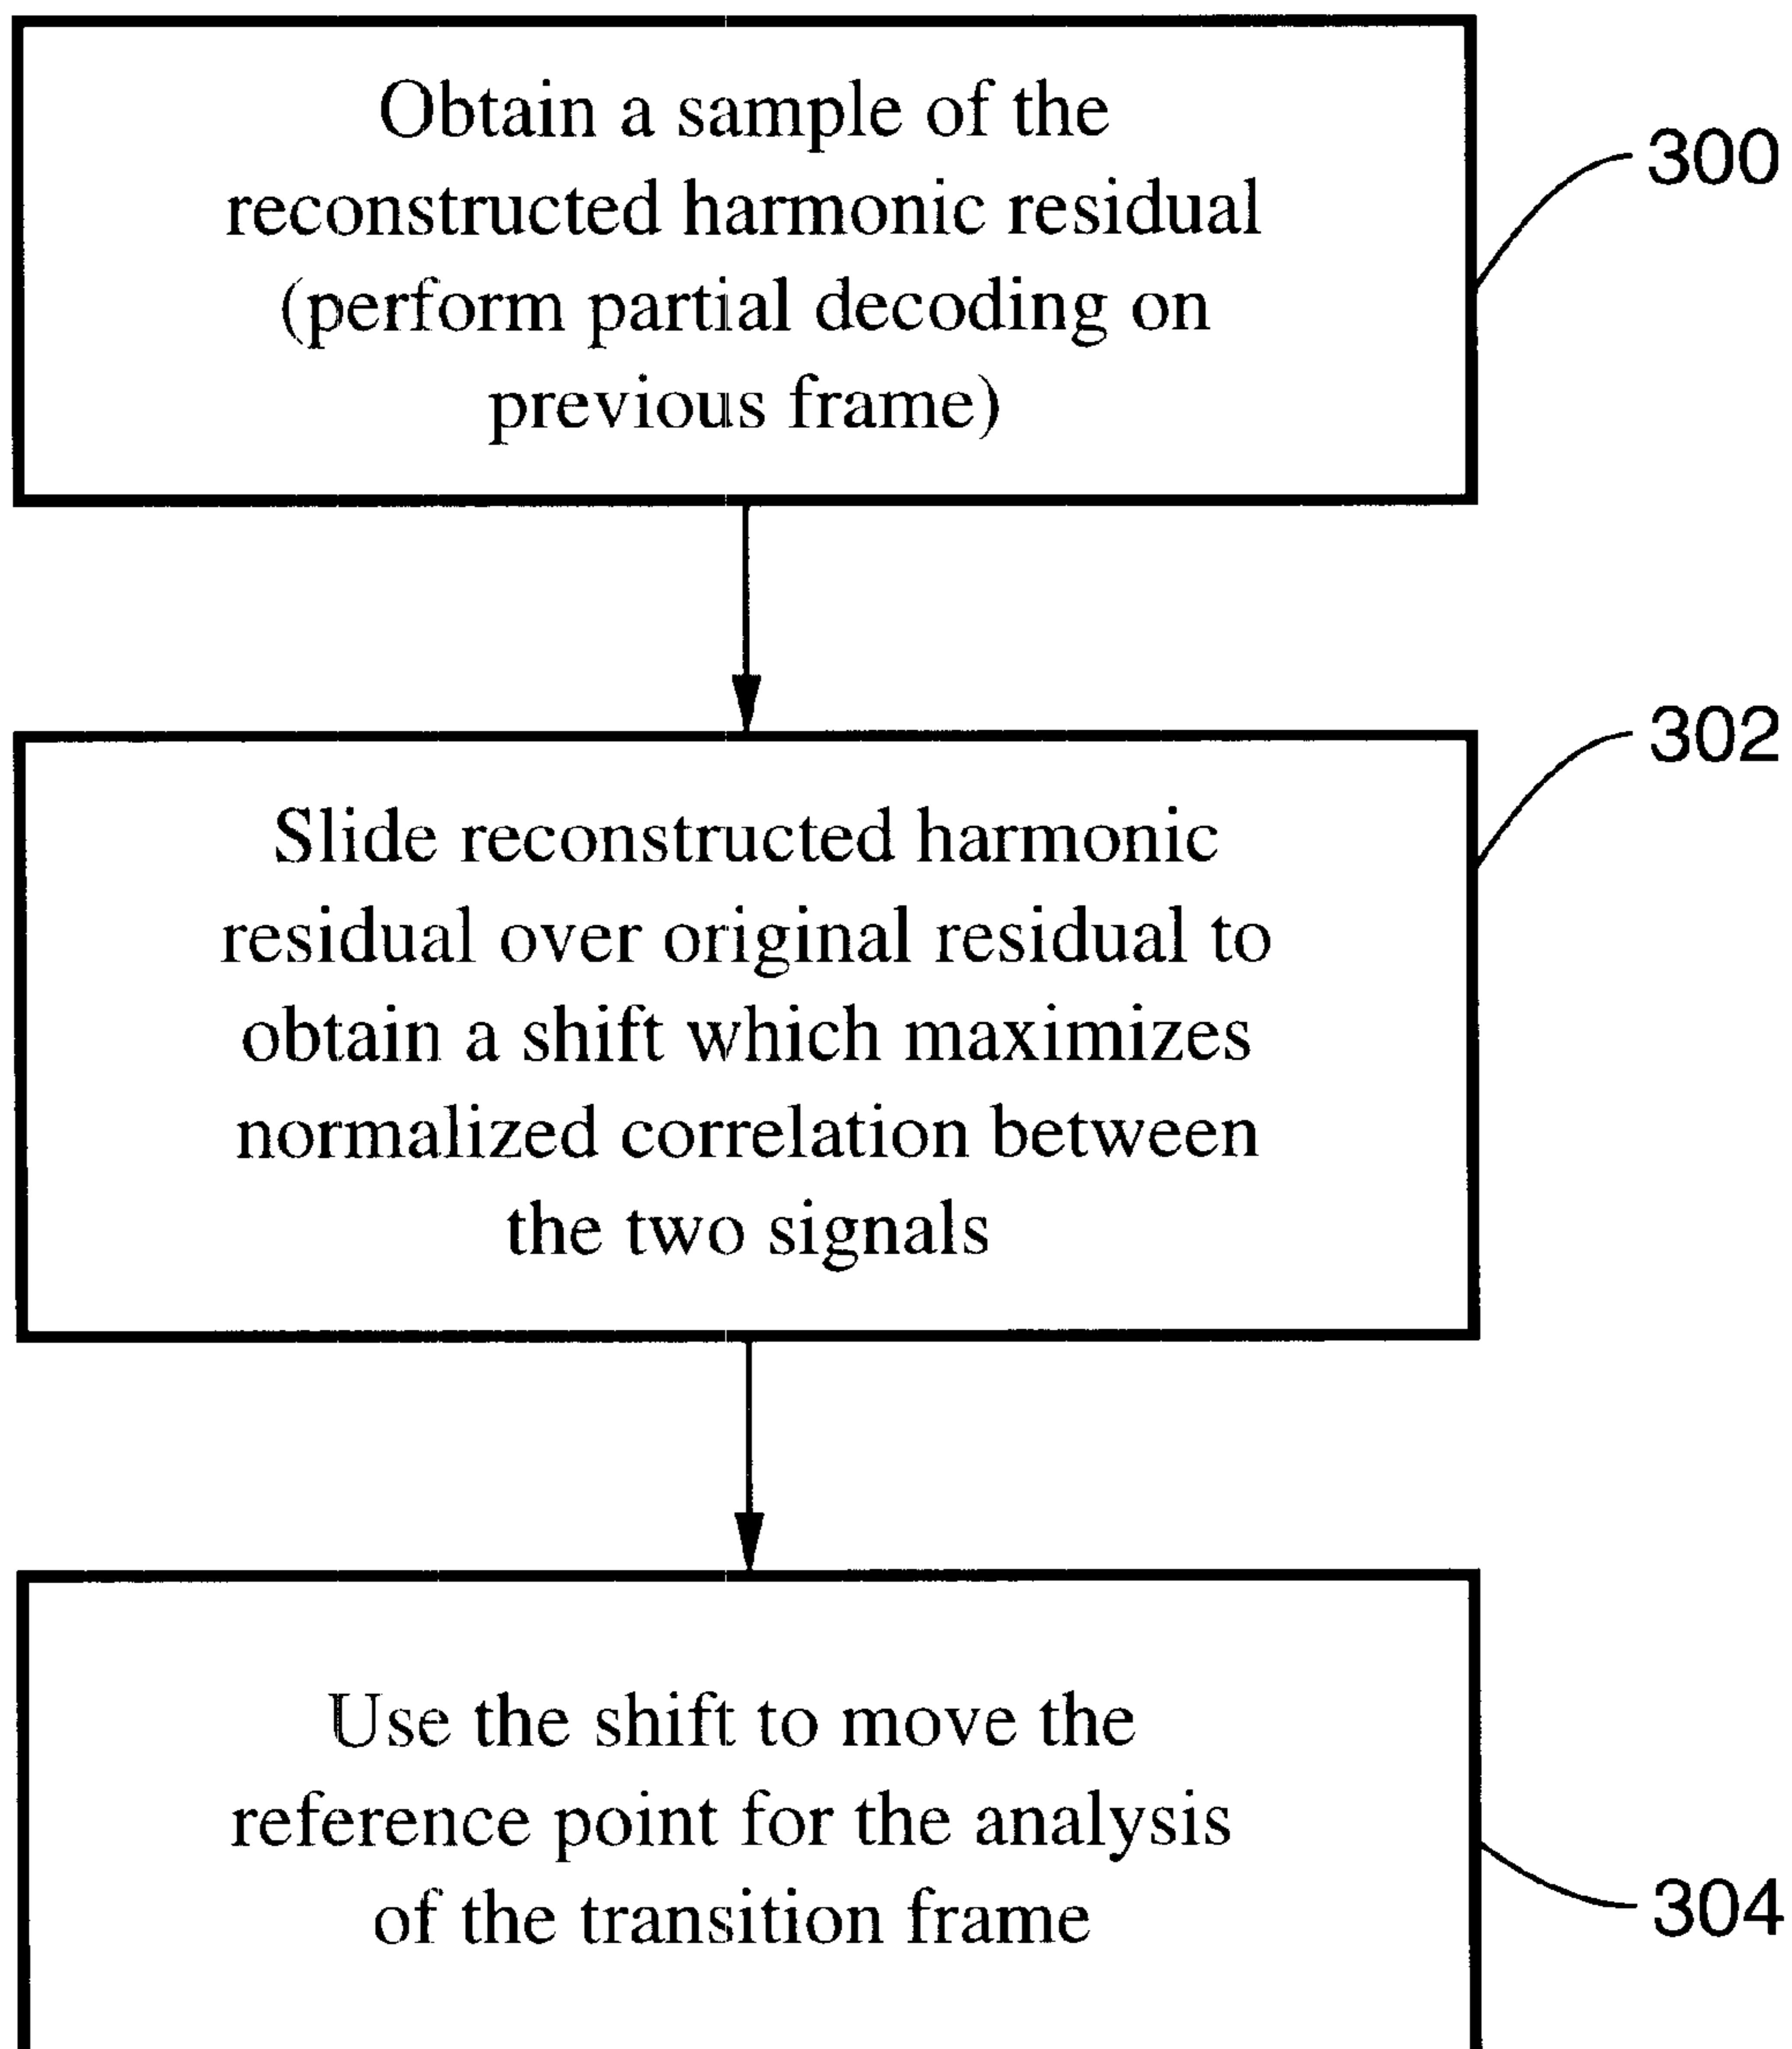 Obtain a sample of the
reconstructed harmonic residual
(perform partial decoding on
previous frame)
300
Slide reconstructed harmonic
residual over original residual to
obtain a shift which maximizes
normalized correlation between
the two signals
302
Use the shift to move the
reference point for the analysis
of the transition frame
304